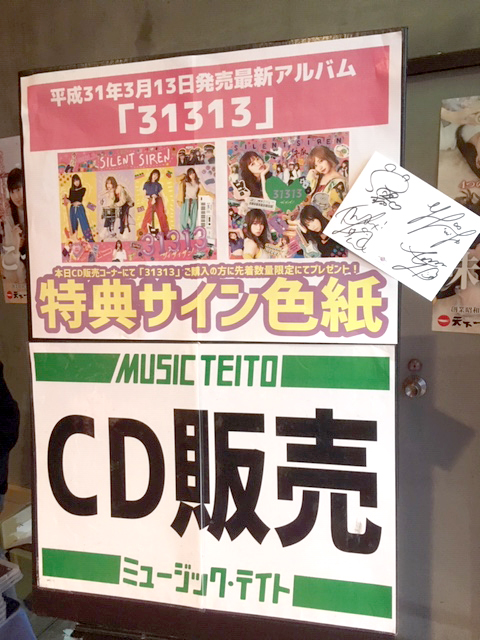 平成31年3月13日発売最新アルバム
「31313」
SILENT SIREN
31313
SILENT SIREN
31313
本日CD販売コーナーにて「31313」ご購入の方に先着数量限定にてプレゼント!
特典サイン色紙
MUSIC TEITO
CD販売
ミュージック・テイト